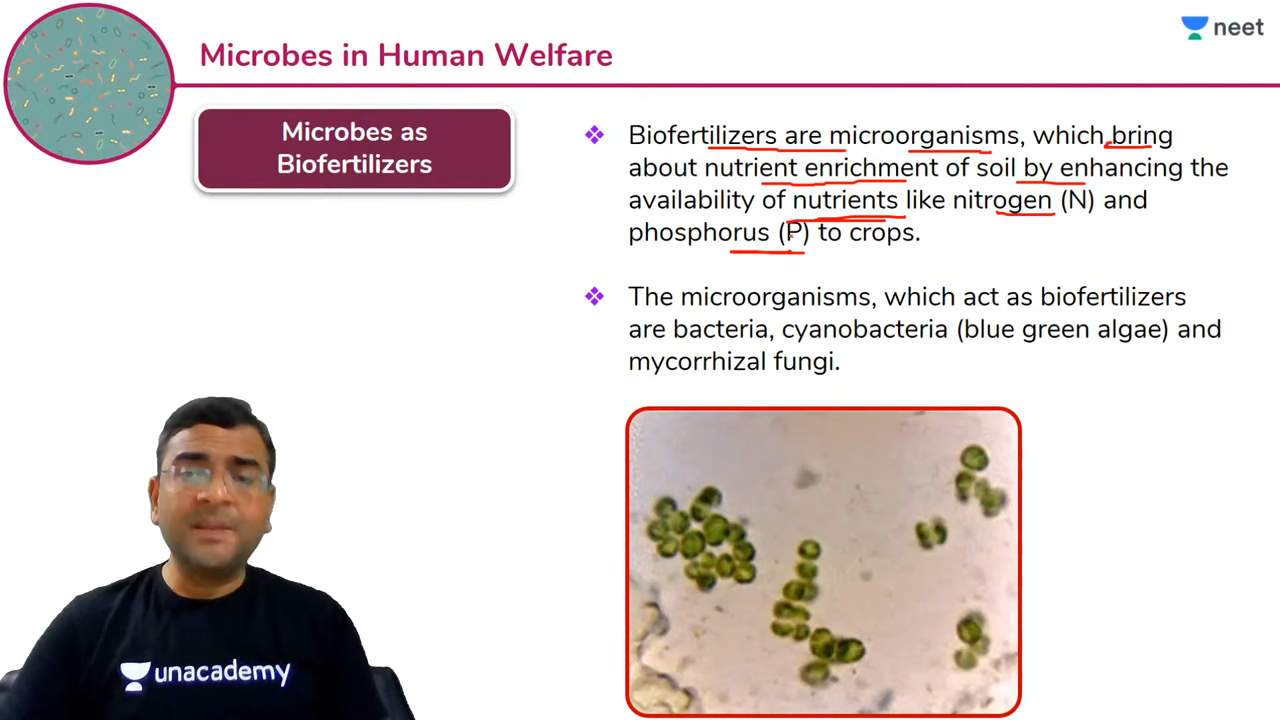 neet
Microbes in Human Welfare
Microbes as
Biofertilizers
❖ Biofertilizers are microorganisms, which bring
about nutrient enrichment of soil by enhancing the
availability of nutrients like nitrogen (N) and
phosphorus (P) to crops.
❖ The microorganisms, which act as biofertilizers
are bacteria, cyanobacteria (blue green algae) and
mycorrhizal fungi.
unacademy